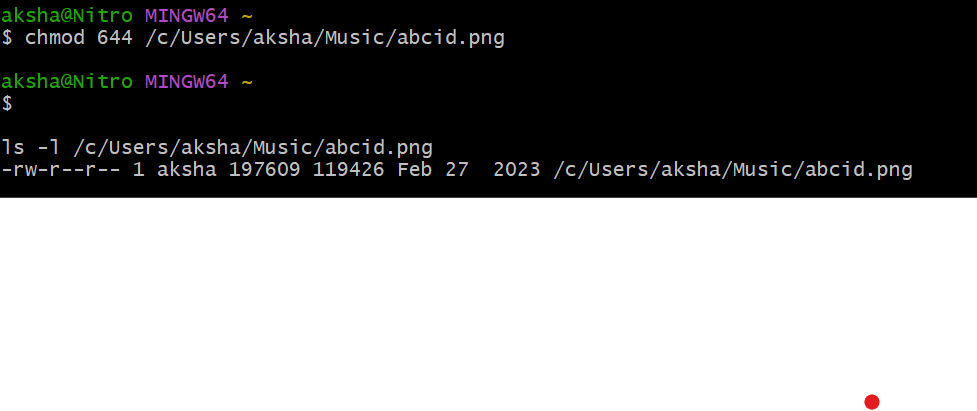 aksha@Nitro MINGW64 ~
$ chmod 644 /c/Users/aksha/Music/abcid.png
aksha@Nitro MINGW64 ~
$
ls -l /c/Users/aksha/Music/abcid.png
-rw-r--r-- 1 aksha 197609 119426 Feb 27  2023 /c/Users/aksha/Music/abcid.png